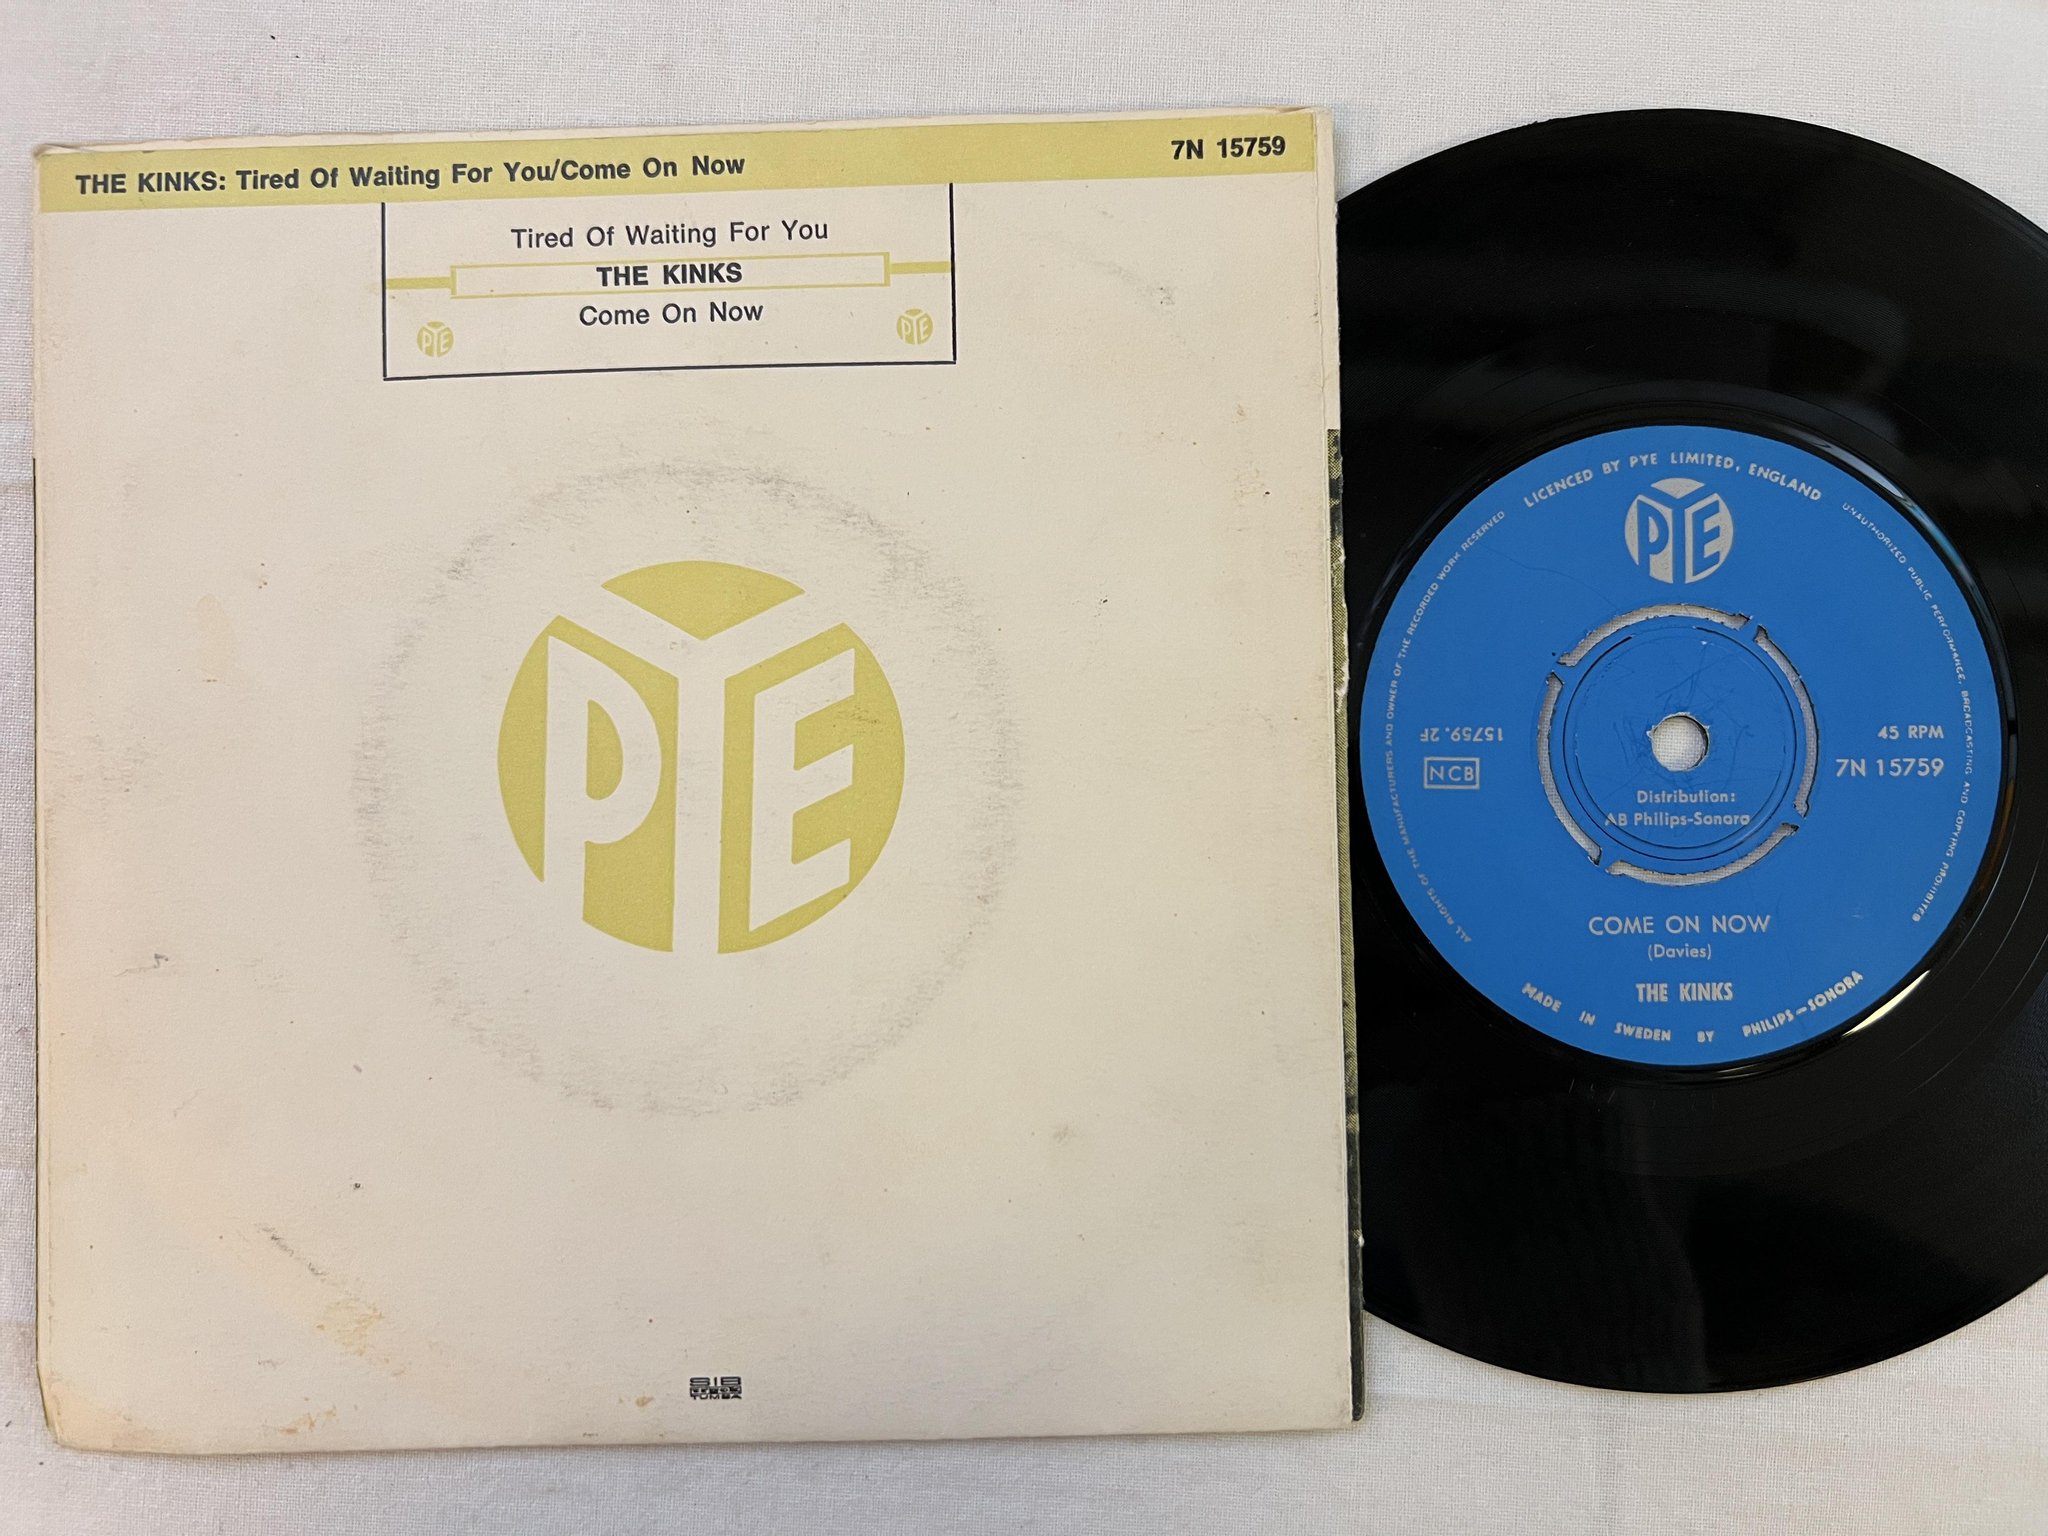 THE KINKS: Tired Of Waiting For You/Come On Now
7N 15759
Tired Of Waiting For You
THE KINKS
Come On Now
PYE
PYE
PYE
SIB
TUMBA
LICENCED BY PYE LIMITED, ENGLAND
UNAUTHORIZED PUBLIC PERFORMANCE, BROADCASTING AND COPYING PROHIBITED
ALL RIGHTS OF THE MANUFACTURERS AND OWNER OF THE RECORDED WORK RESERVED
PYE
15759.2F
NCB
45 RPM
7N 15759
Distribution:
AB Philips-Sonora
COME ON NOW
(Davies)
THE KINKS
MADE IN SWEDEN BY PHILIPS-SONORA